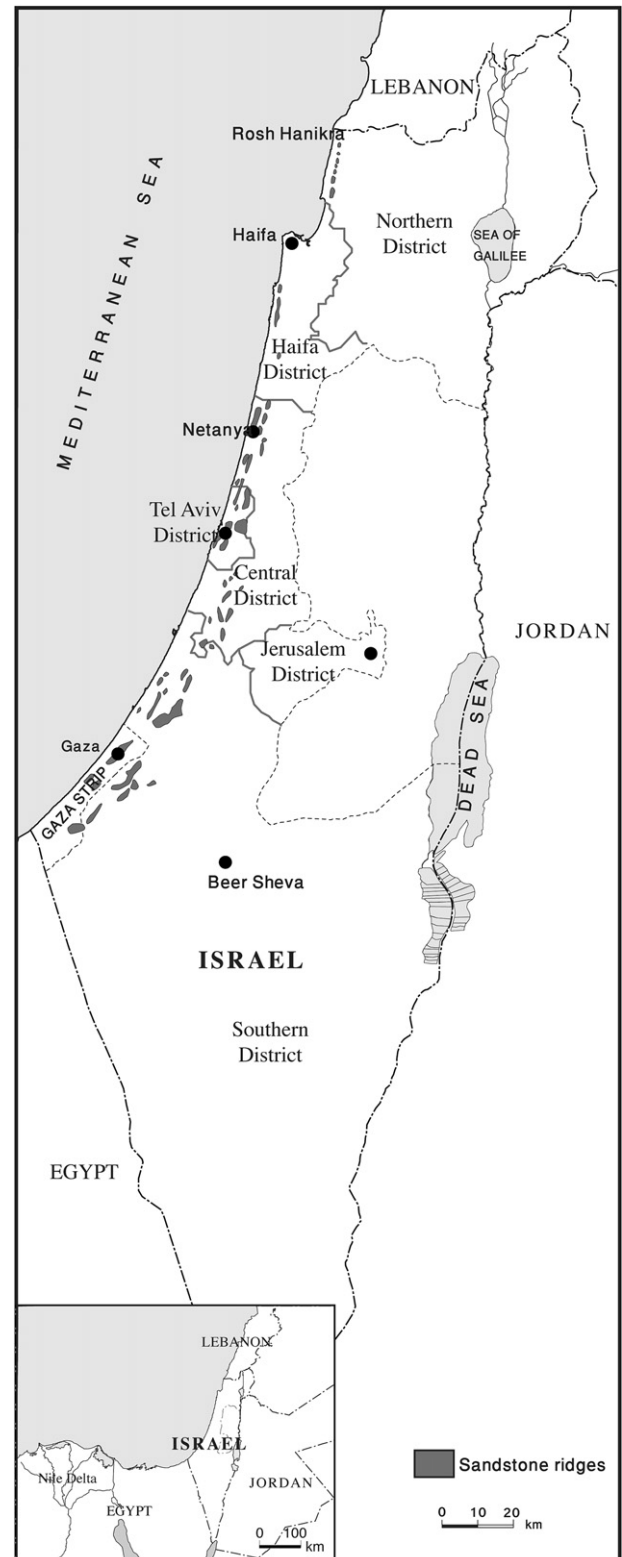 LEBANON
Rosh Hanikra
MEDITERRANEAN SEA
Haifa
Northern
District
SEA OF
GALILEE
Haifa
District
Netanya
Tel Aviv
District
Central
District
JORDAN
Jerusalem
District
DEAD SEA
Gaza
GAZA STRIP
Beer Sheva
ISRAEL
Southern
District
EGYPT
LEBANON
ISRAEL
Nile Delta
JORDAN
EGYPT
0 100
km
Sandstone ridges
0 10 20
km